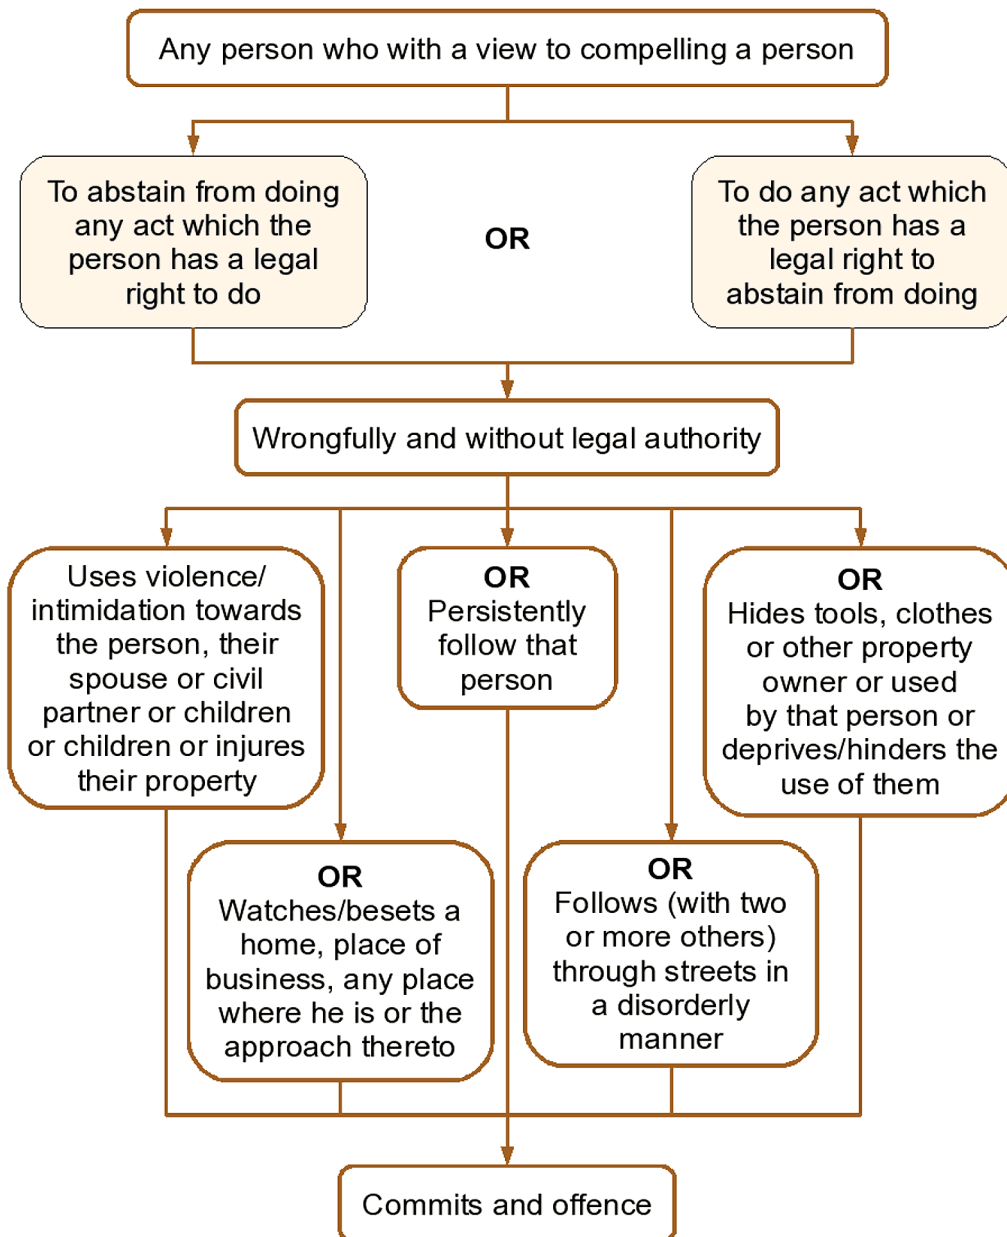 Any person who with a view to compelling a person
To abstain from doing
any act which the
person has a legal
right to do
OR
To do any act which
the person has a
legal right to
abstain from doing
Wrongfully and without legal authority
Uses violence/
intimidation towards
the person, their
spouse or civil
partner or children
or children or injures
their property
OR
Persistently
follow that
person
OR
Hides tools, clothes
or other property
owner or used
by that person or
deprives/hinders the
use of them
OR
Watches/besets a
home, place of
business, any place
where he is or the
approach thereto
OR
Follows (with two
or more others)
through streets in
a disorderly
manner
Commits and offence